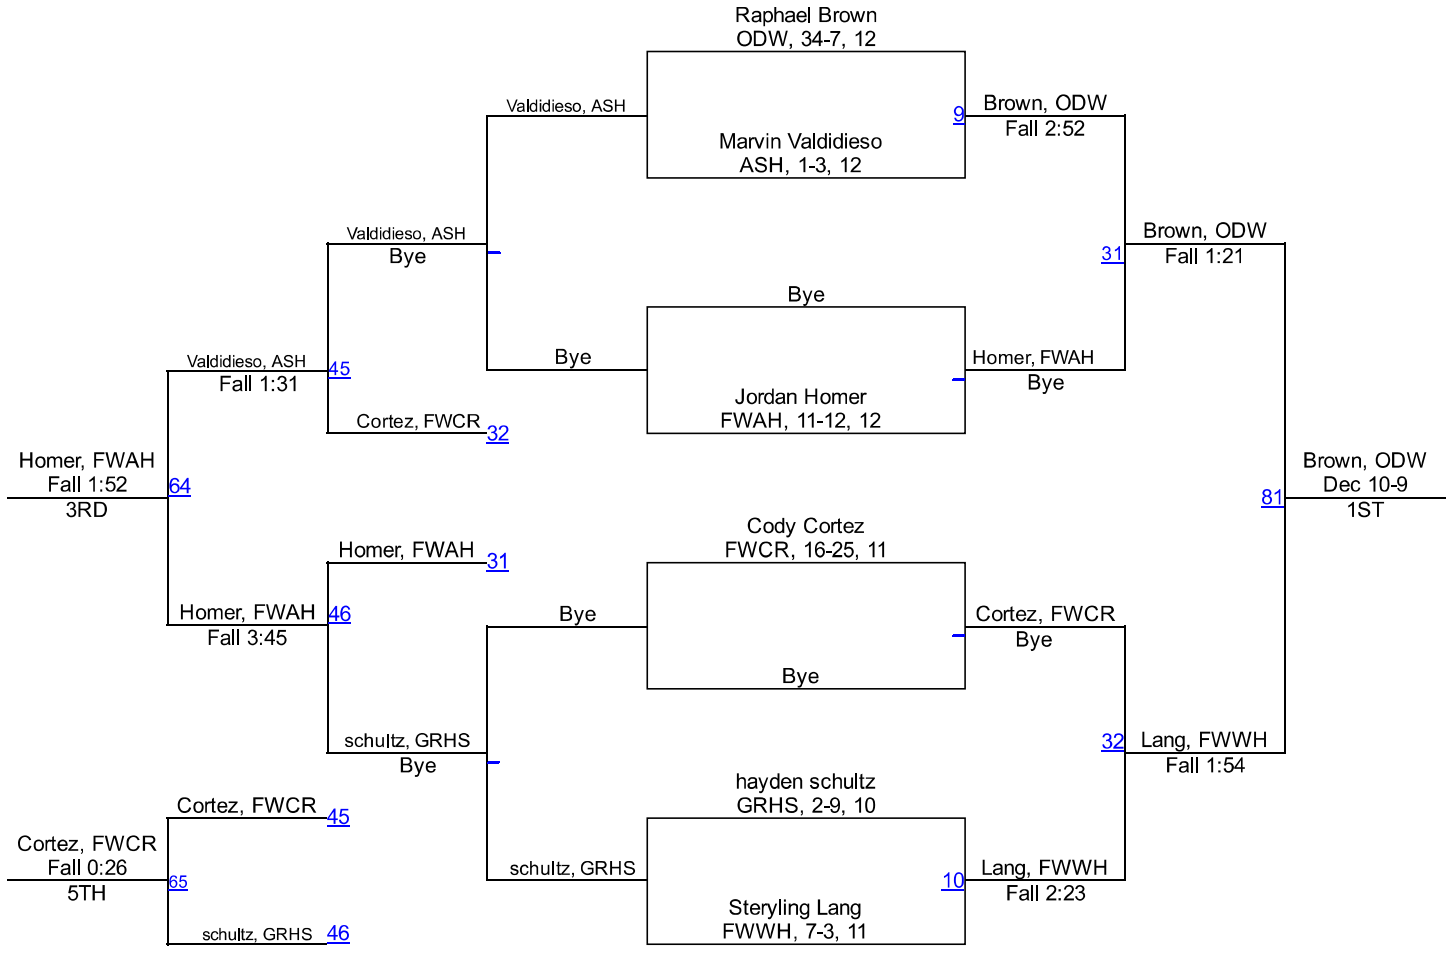 Raphael Brown
ODW, 34-7, 12
Valdidieso, ASH
9
Brown, ODW
Fall 2:52
Marvin Valdidieso
ASH, 1-3, 12
Valdidieso, ASH
Bye
Brown, ODW
Fall 1:21
31
Bye
Valdidieso, ASH
Fall 1:31
45
Bye
Homer, FWAH
Bye
Jordan Homer
FWAH, 11-12, 12
Cortez, FWCR
32
Homer, FWAH
Fall 1:52
3RD
64
81
Brown, ODW
Dec 10-9
1ST
Cody Cortez
FWCR, 16-25, 11
Homer, FWAH
31
Homer, FWAH
Fall 3:45
46
Bye
Cortez, FWCR
Bye
Bye
schultz, GRHS
Bye
32
Lang, FWWH
Fall 1:54
hayden schultz
GRHS, 2-9, 10
Cortez, FWCR
45
Cortez, FWCR
Fall 0:26
5TH
65
schultz, GRHS
10
Lang, FWWH
Fall 2:23
Steryling Lang
FWWH, 7-3, 11
schultz, GRHS
46